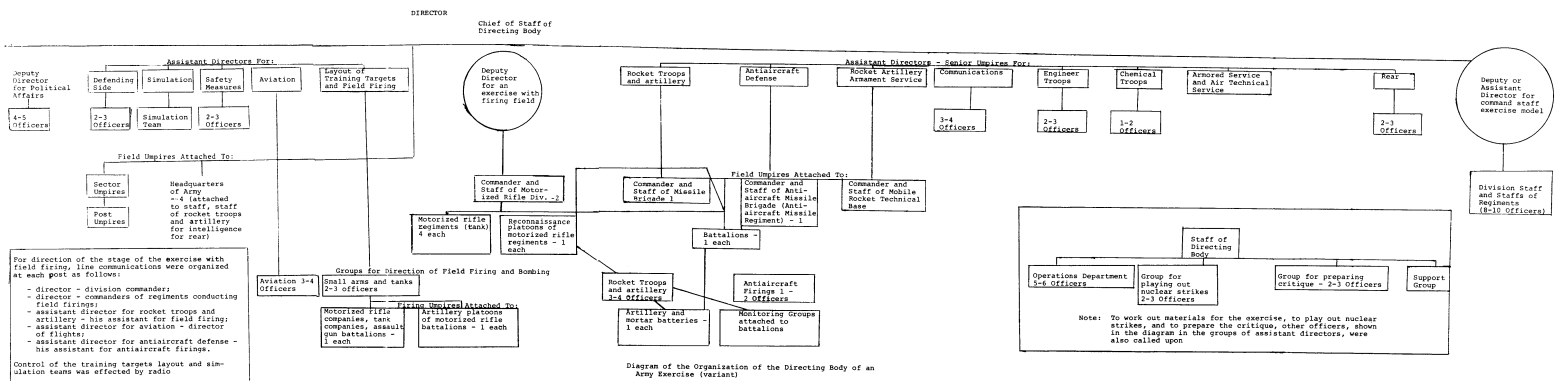 DIRECTOR
Chief of Staff of
Directing Body
Assistant Directors For:
Deputy
Director
for Political
Affairs
4-5
Officers
Defending
Side
2-3
Officers
Simulation
Simulation
Team
Safety
Measures
2-3
Officers
Aviation
Layout of
Training Targets
and Field Firing
Deputy
Director
for an
exercise with
firing field
Assistant Directors - Senior Umpires For:
Rocket Troops
and artillery
Antiaircraft
Defense
Rocket Artillery
Armament Service
Communications
3-4
Officers
Engineer
Troops
2-3
Officers
Chemical
Troops
1-2
Officers
Armored Service
and Air Technical
Service
Rear
2-3
Officers
Deputy or
Assistant
Director for
command staff
exercise model
Division Staff
and Staffs of
Regiments
(8-10 Officers)
Field Umpires Attached To:
Sector
Umpires
Post
Umpires
Headquarters
of Army
-4 (attached
to staff, staff
of rocket troops
and artillery
for intelligence
for rear)
Commander and
Staff of Motor-
ized Rifle Div. -2
Field Umpires Attached To:
Commander and
Staff of Missile
Brigade 1
Commander and
Staff of Anti-
aircraft Missile
Brigade (Anti-
aircraft Missile
Regiment) - 1
Commander and
Staff of Mobile
Rocket Technical
Base
Motorized rifle
regiments (tank)
4 each
Reconnaissance
platoons of
motorized rifle
regiments - 1
each
Battalions -
1 each
For direction of the stage of the exercise with
field firing, line communications were organized
at each post as follows:
- director - division commander;
- director - commanders of regiments conducting
field firings;
- assistant director for rocket troops and
artillery - his assistant for field firing;
- assistant director for aviation - director
of flights;
- assistant director for antiaircraft defense -
his assistant for antiaircraft firings.
Control of the training targets layout and sim-
ulation teams was effected by radio
Groups for Direction of Field Firing and Bombing
Aviation 3-4
Officers
Small arms and tanks
2-3 officers
Rocket Troops
and artillery
3-4 Officers
Antiaircraft
Firings 1 -
2 Officers
Firing Umpires Attached To:
Motorized rifle
companies, tank
companies, assault
gun battalions -
1 each
Artillery platoons
of motorized rifle
battalions - 1 each
Artillery and
mortar batteries -
1 each
Monitoring Groups
attached to
battalions
Staff of
Directing
Body
Operations Department
5-6 Officers
Group for
playing out
nuclear strikes
2-3 Officers
Group for preparing
critique - 2-3 Officers
Support
Group
Note: To work out materials for the exercise, to play out nuclear
strikes, and to prepare the critique, other officers, shown
in the diagram in the groups of assistant directors, were
also called upon
Diagram of the Organization of the Directing Body of an
Army Exercise (variant)